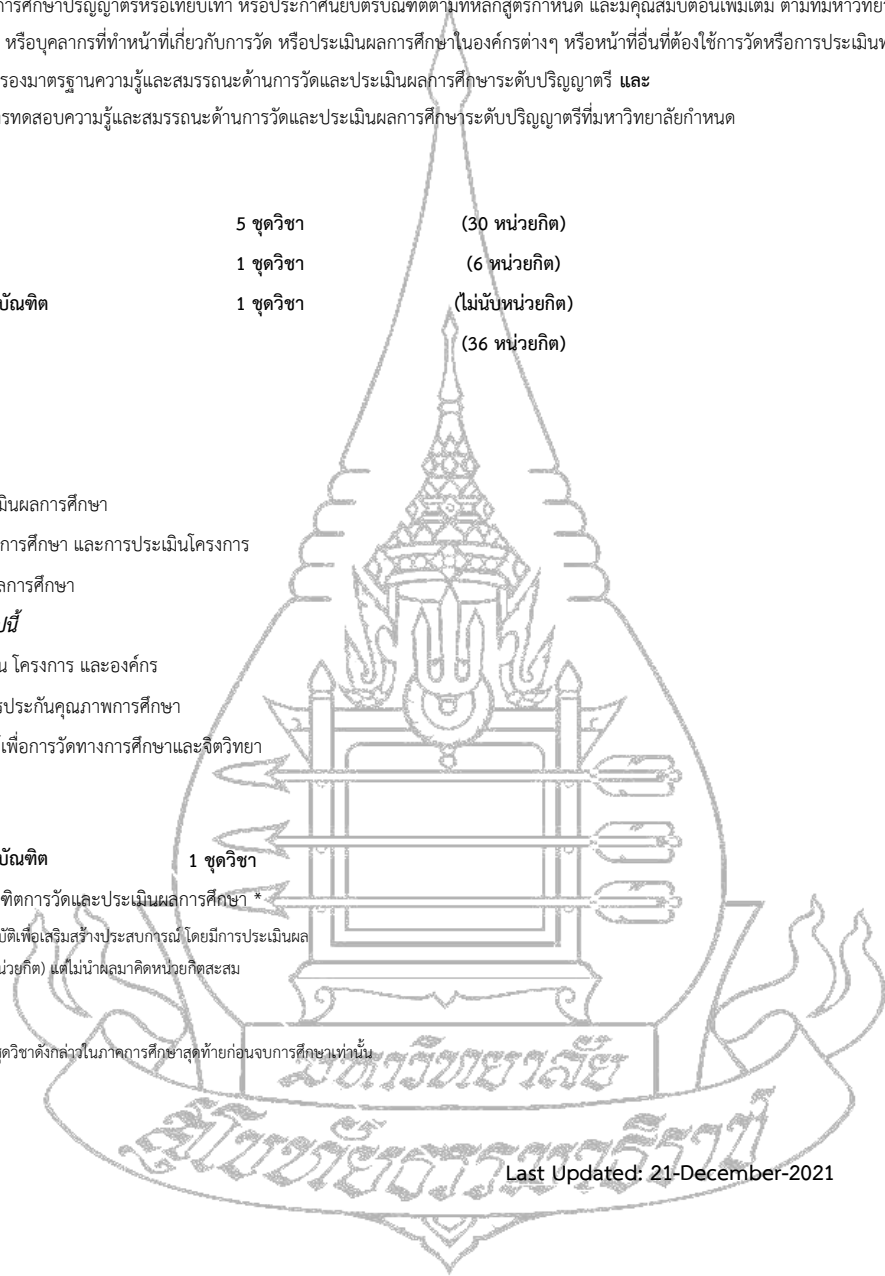 การศึกษาปริญญาตรีหรือเทียบเท่า หรือประกาศนียบัตรบัณฑิตตามที่หลักสูตรกำหนด และมีคุณสมบัติอื่นเพิ่มเติม ตามที่มหาวิทยา
หรือบุคลากรที่ทำหน้าที่เกี่ยวกับการวัด หรือประเมินผลการศึกษาในองค์กรต่างๆ หรือหน้าที่อื่นที่ต้องใช้การวัดหรือการประเมินท
รองมาตรฐานความรู้และสมรรถนะด้านการวัดและประเมินผลการศึกษาระดับปริญญาตรี และ
ารทดสอบความรู้และสมรรถนะด้านการวัดและประเมินผลการศึกษาระดับปริญญาตรีที่มหาวิทยาลัยกำหนด
5 ชุดวิชา (30 หน่วยกิต)
1 ชุดวิชา (6 หน่วยกิต)
บัณฑิต 1 ชุดวิชา (ไม่นับหน่วยกิต)
(36 หน่วยกิต)
มินผลการศึกษา
การศึกษา และการประเมินโครงการ
ลการศึกษา
ปนี้
น โครงการ และองค์กร
รประกันคุณภาพการศึกษา
เพื่อการวัดทางการศึกษาและจิตวิทยา
บัณฑิต 1 ชุดวิชา
ฑิตการวัดและประเมินผลการศึกษา *
บัติเพื่อเสริมสร้างประสบการณ์ โดยมีการประเมินผล
น่วยกิต) แต่ไม่นำผลมาคิดหน่วยกิตสะสม
ชุดวิชาดังกล่าวในภาคการศึกษาสุดท้ายก่อนจบการศึกษาเท่านั้น
มหาวิทยาลัย
สุโขทัยธรรมาธิราช
Last Updated: 21-December-2021